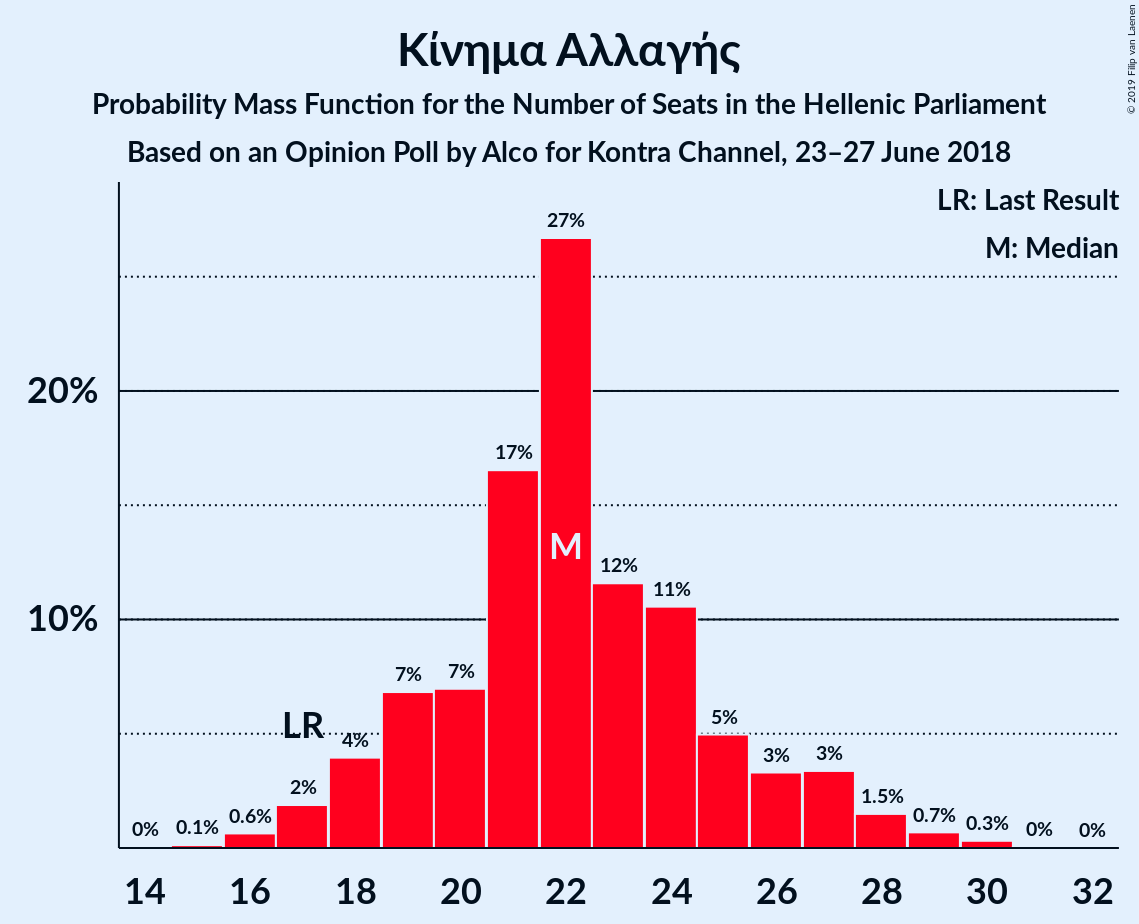 Κίνημα Αλλαγής
Probability Mass Function for the Number of Seats in the Hellenic Parliament
Based on an Opinion Poll by Alco for Kontra Channel, 23–27 June 2018
© 2019 Filip van Laenen
LR: Last Result
M: Median
20%
10%
0%
0.1%
0.6%
2%
LR
4%
7%
7%
17%
27%
M
12%
11%
5%
3%
3%
1.5%
0.7%
0.3%
0%
0%
14 16 18 20 22 24 26 28 30 32